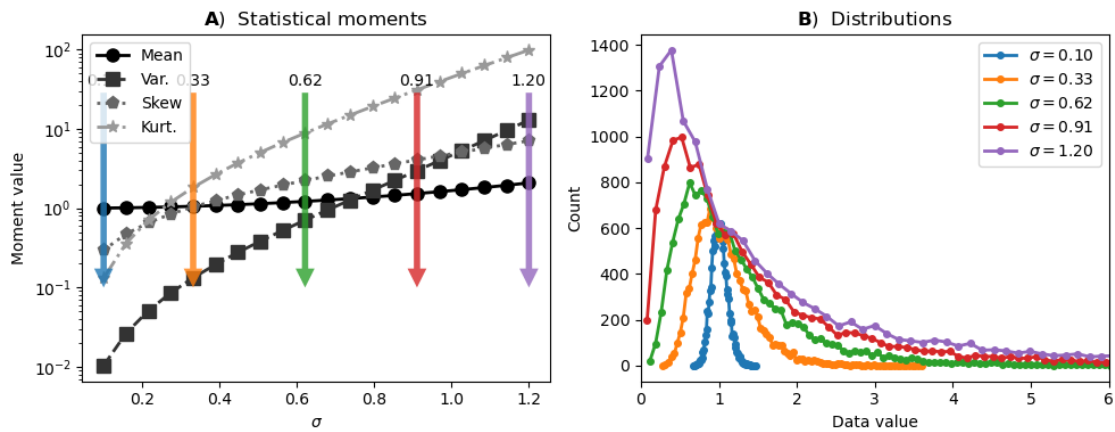 A) Statistical moments
Mean
Var.
Skew
Kurt.
0.33
0.62
0.91
1.20
10²
10¹
10⁰
10⁻¹
10⁻²
Moment value
0.2
0.4
0.6
0.8
1.0
1.2
σ
B) Distributions
σ = 0.10
σ = 0.33
σ = 0.62
σ = 0.91
σ = 1.20
1400
1200
1000
800
600
400
200
0
Count
0
1
2
3
4
5
6
Data value